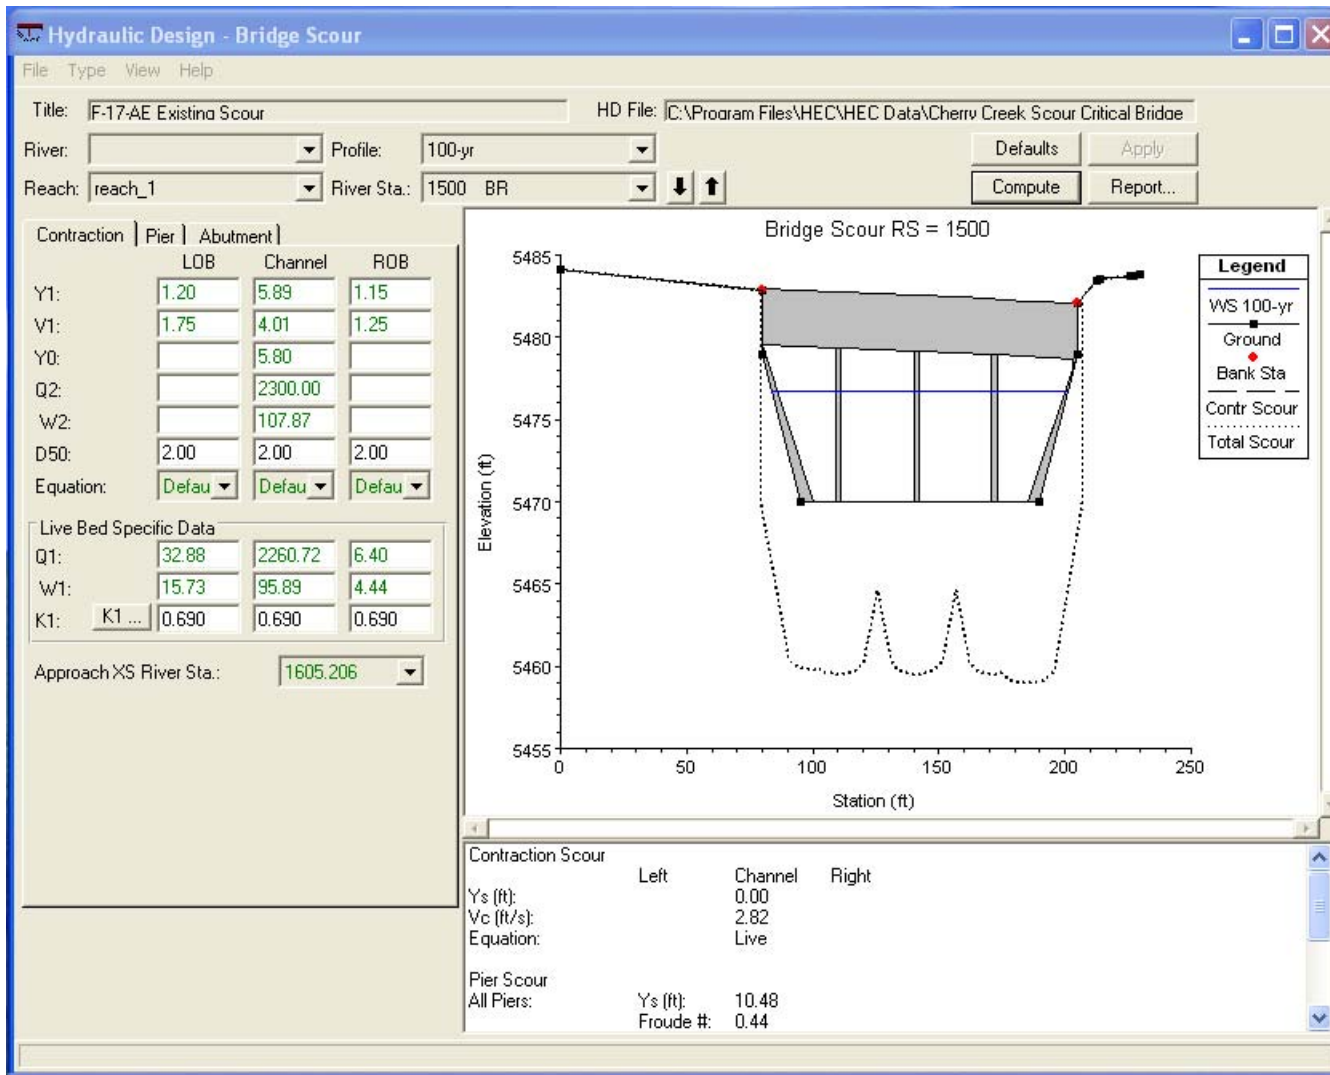 Hydraulic Design - Bridge Scour
File Type View Help
Title: F-17-AE Existing Scour HD File: C:\Program Files\HEC\HEC Data\Cherry Creek Scour Critical Bridge
River: Profile: 100-yr Defaults Apply
Reach: reach_1 River Sta.: 1500 BR Compute Report...
Contraction Pier Abutment
LOB Channel ROB
Y1: 1.20 5.89 1.15
V1: 1.75 4.01 1.25
Y0: 5.80
Q2: 2300.00
W2: 107.87
D50: 2.00 2.00 2.00
Equation: Defau Defau Defau
Live Bed Specific Data
Q1: 32.88 2260.72 6.40
W1: 15.73 95.89 4.44
K1: K1 ... 0.690 0.690 0.690
Approach XS River Sta.: 1605.206
Bridge Scour RS = 1500
5485
5480
5475
5470
5465
5460
5455
Elevation (ft)
0 50 100 150 200 250
Station (ft)
Legend
WS 100-yr
Ground
Bank Sta
Contr Scour
Total Scour
Contraction Scour
Left Channel Right
Ys (ft): 0.00
Vc (ft/s): 2.82
Equation: Live
Pier Scour
All Piers: Ys (ft): 10.48
Froude #: 0.44